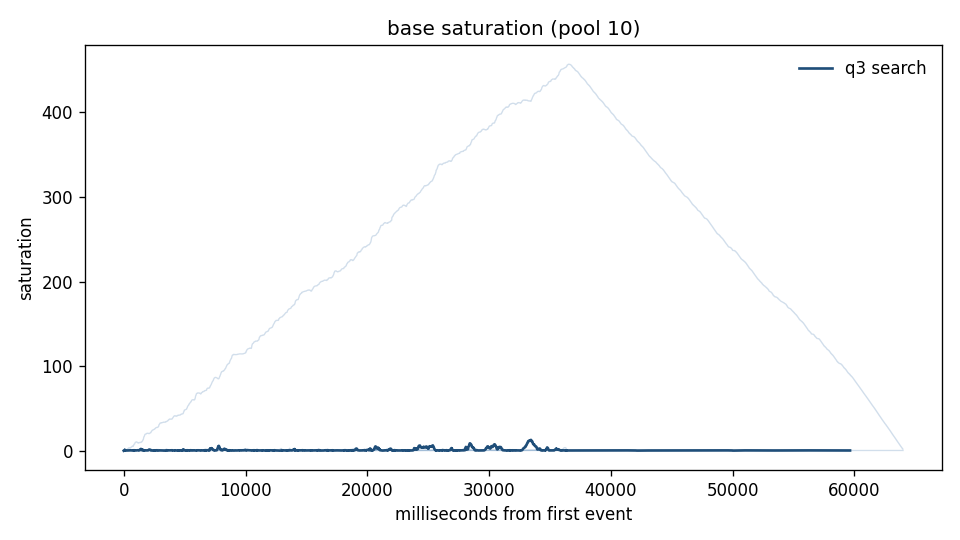 base saturation (pool 10)
q3 search
400
300
200
100
0
saturation
0 10000 20000 30000 40000 50000 60000
milliseconds from first event